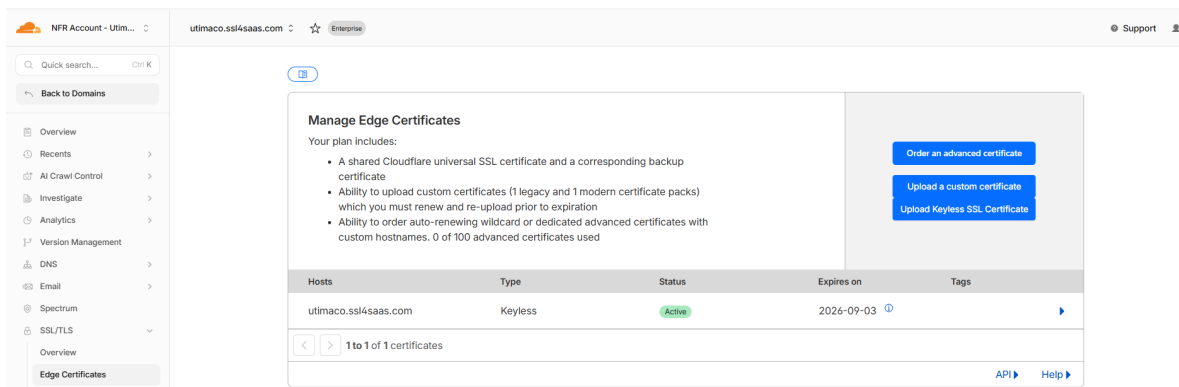 NFR Account - Utim...
utimaco.ssl4saas.com
Enterprise
Support
Quick search...
Ctrl K
Back to Domains
Overview
Recents
AI Crawl Control
Investigate
Analytics
Version Management
DNS
Email
Spectrum
SSL/TLS
Overview
Edge Certificates
Manage Edge Certificates
Your plan includes:
• A shared Cloudflare universal SSL certificate and a corresponding backup
certificate
• Ability to upload custom certificates (1 legacy and 1 modern certificate packs)
which you must renew and re-upload prior to expiration
• Ability to order auto-renewing wildcard or dedicated advanced certificates with
custom hostnames. 0 of 100 advanced certificates used
Order an advanced certificate
Upload a custom certificate
Upload Keyless SSL Certificate
Hosts Type Status Expires on Tags
utimaco.ssl4saas.com Keyless Active 2026-09-03
1 to 1 of 1 certificates
API Help